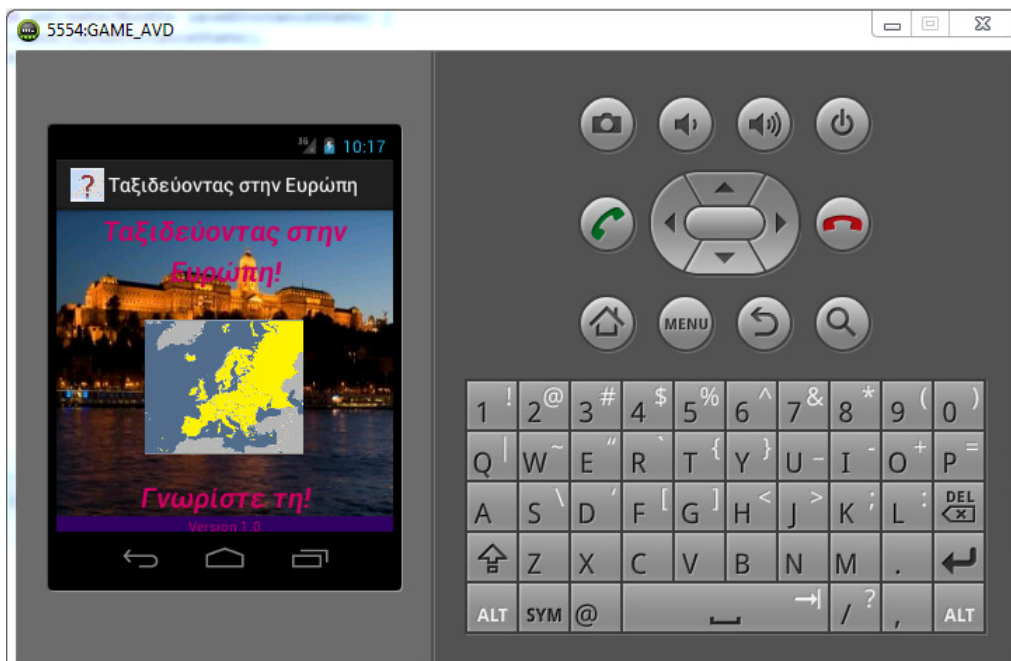 5554:GAME_AVD
3G 10:17
? Ταξιδεύοντας στην Ευρώπη
Ταξιδεύοντας στην
Ευρώπη!
Γνωρίστε τη!
Version 1.0
MENU
1 ! 2 @ 3 # 4 $ 5 % 6 ^ 7 & 8 * 9 ( 0 )
Q | W ~ E " R ` T { Y } U _ I - O + P =
A S \ D ' F [ G ] H < J > K ; L : DEL
Z X C V B N M .
ALT SYM @ / ? , ALT